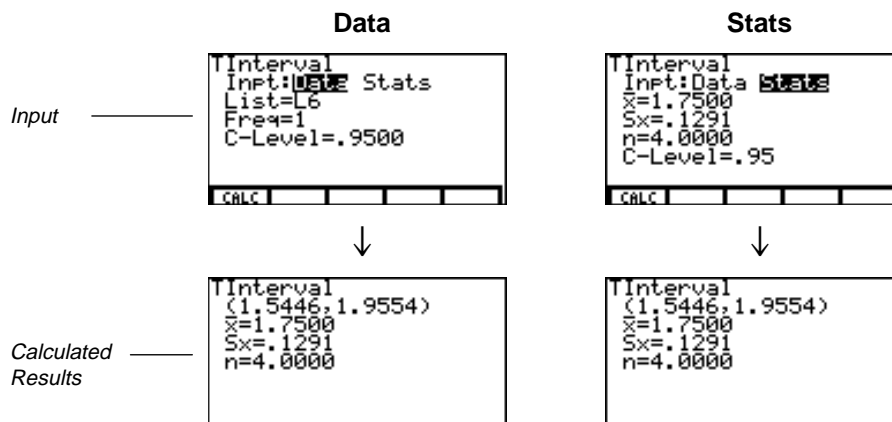 Data
Stats
Input
TInterval
Inpt:Data Stats
List=L6
Freq=1
C-Level=.9500
CALC
TInterval
Inpt:Data Stats
x̄=1.7500
Sx=.1291
n=4.0000
C-Level=.95
CALC
↓
↓
Calculated
Results
TInterval
(1.5446,1.9554)
x̄=1.7500
Sx=.1291
n=4.0000
TInterval
(1.5446,1.9554)
x̄=1.7500
Sx=.1291
n=4.0000